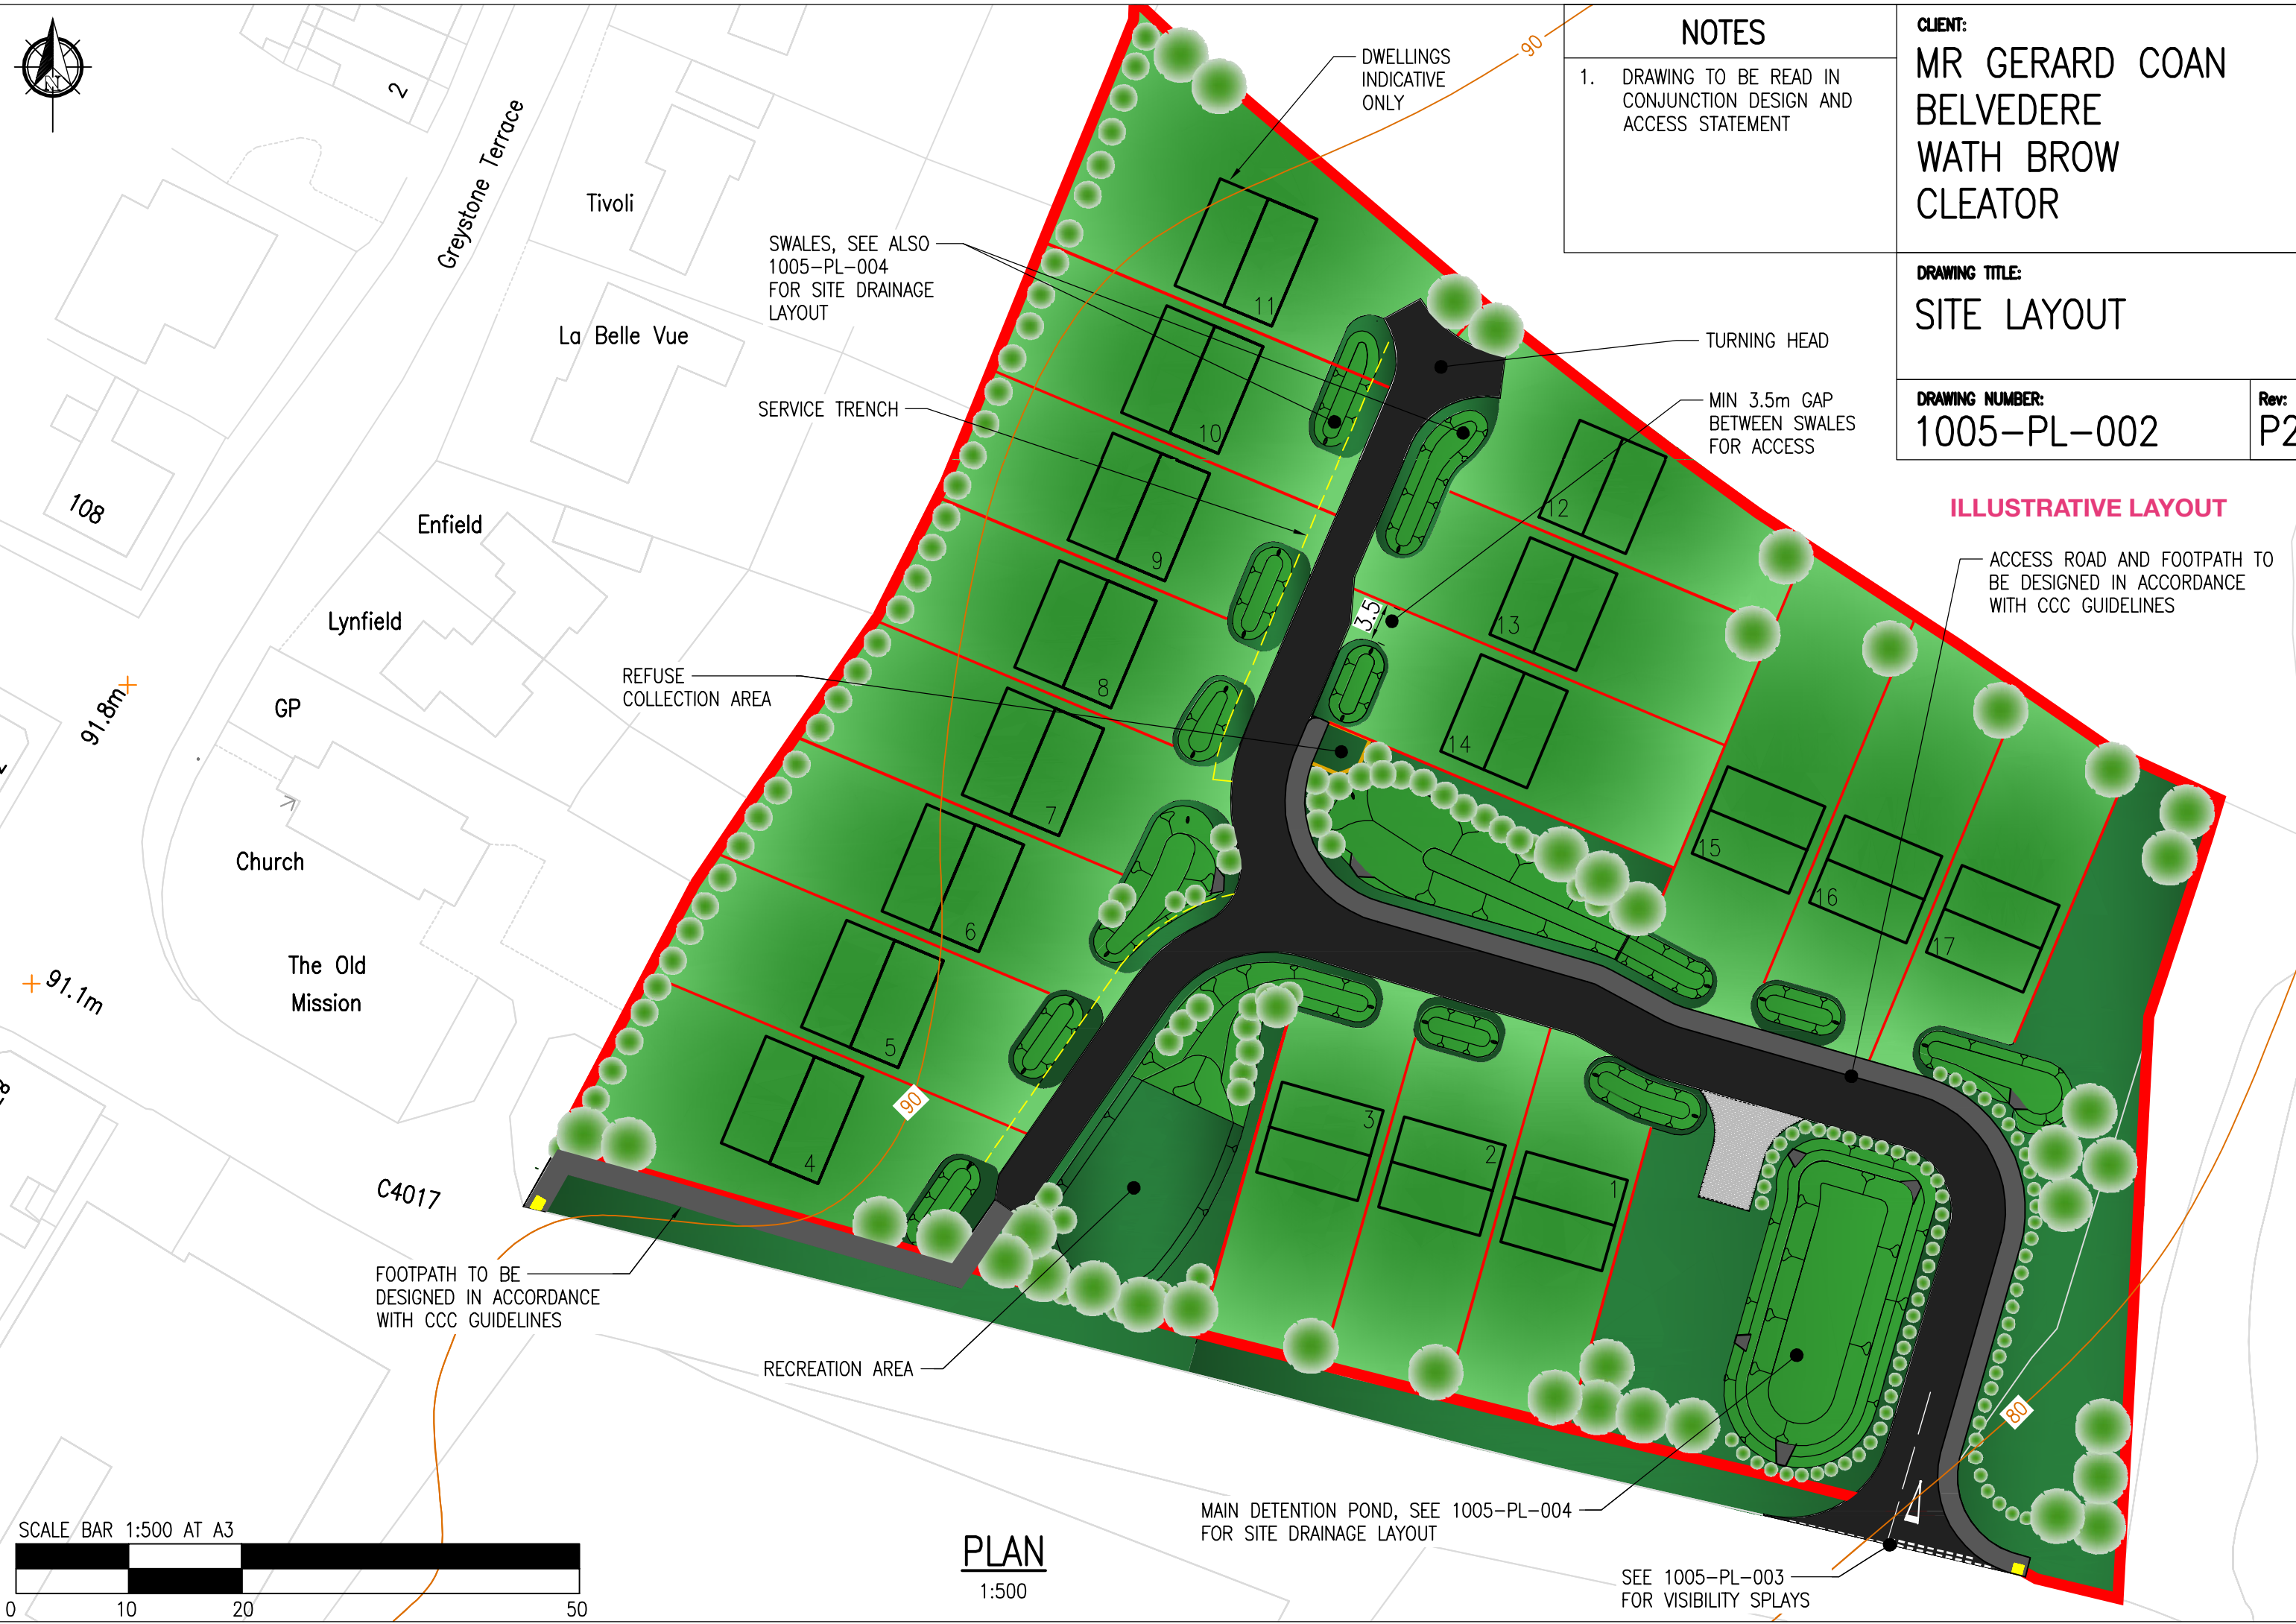 N
NOTES
1. DRAWING TO BE READ IN
CONJUNCTION DESIGN AND
ACCESS STATEMENT
CLIENT:
MR GERARD COAN
BELVEDERE
WATH BROW
CLEATOR
DRAWING TITLE:
SITE LAYOUT
DRAWING NUMBER:
1005-PL-002
Rev:
P2
ILLUSTRATIVE LAYOUT
ACCESS ROAD AND FOOTPATH TO
BE DESIGNED IN ACCORDANCE
WITH CCC GUIDELINES
DWELLINGS
INDICATIVE
ONLY
90
2
Greystone Terrace
Tivoli
SWALES, SEE ALSO
1005-PL-004
FOR SITE DRAINAGE
LAYOUT
La Belle Vue
TURNING HEAD
MIN 3.5m GAP
BETWEEN SWALES
FOR ACCESS
SERVICE TRENCH
108
Enfield
Lynfield
3.5
REFUSE
COLLECTION AREA
91.8m
GP
Church
The Old
Mission
91.1m
11
10
9
8
7
6
5
4
12
13
14
15
16
17
3
2
1
90
C4017
FOOTPATH TO BE
DESIGNED IN ACCORDANCE
WITH CCC GUIDELINES
RECREATION AREA
80
MAIN DETENTION POND, SEE 1005-PL-004
FOR SITE DRAINAGE LAYOUT
SEE 1005-PL-003
FOR VISIBILITY SPLAYS
SCALE BAR 1:500 AT A3
0 10 20 50
PLAN
1:500